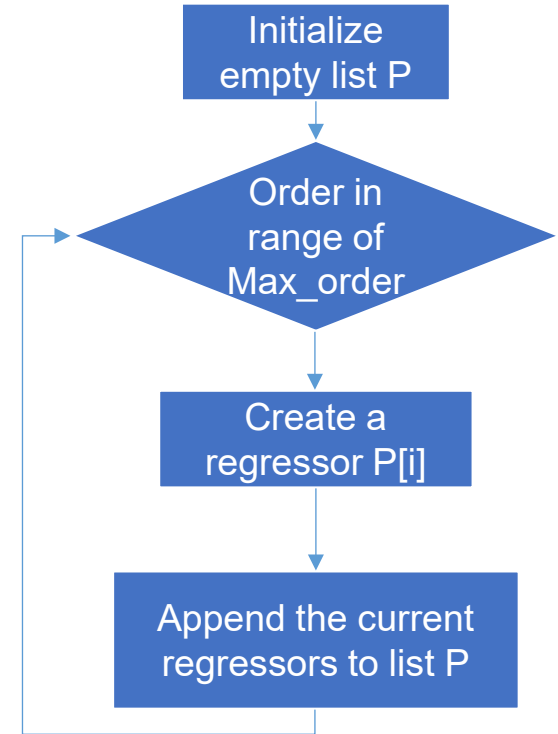 Initialize
empty list P
Order in
range of
Max_order
Create a
regressor P[i]
Append the current
regressors to list P